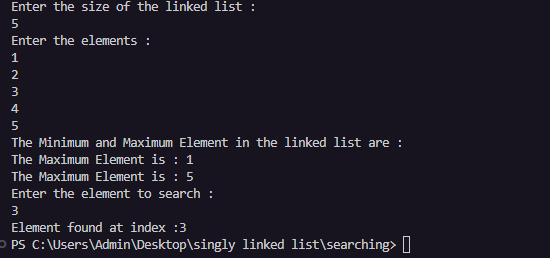 Enter the size of the linked list :
5
Enter the elements :
1
2
3
4
5
The Minimum and Maximum Element in the linked list are :
The Maximum Element is : 1
The Maximum Element is : 5
Enter the element to search :
3
Element found at index :3
PS C:\Users\Admin\Desktop\singly linked list\searching>